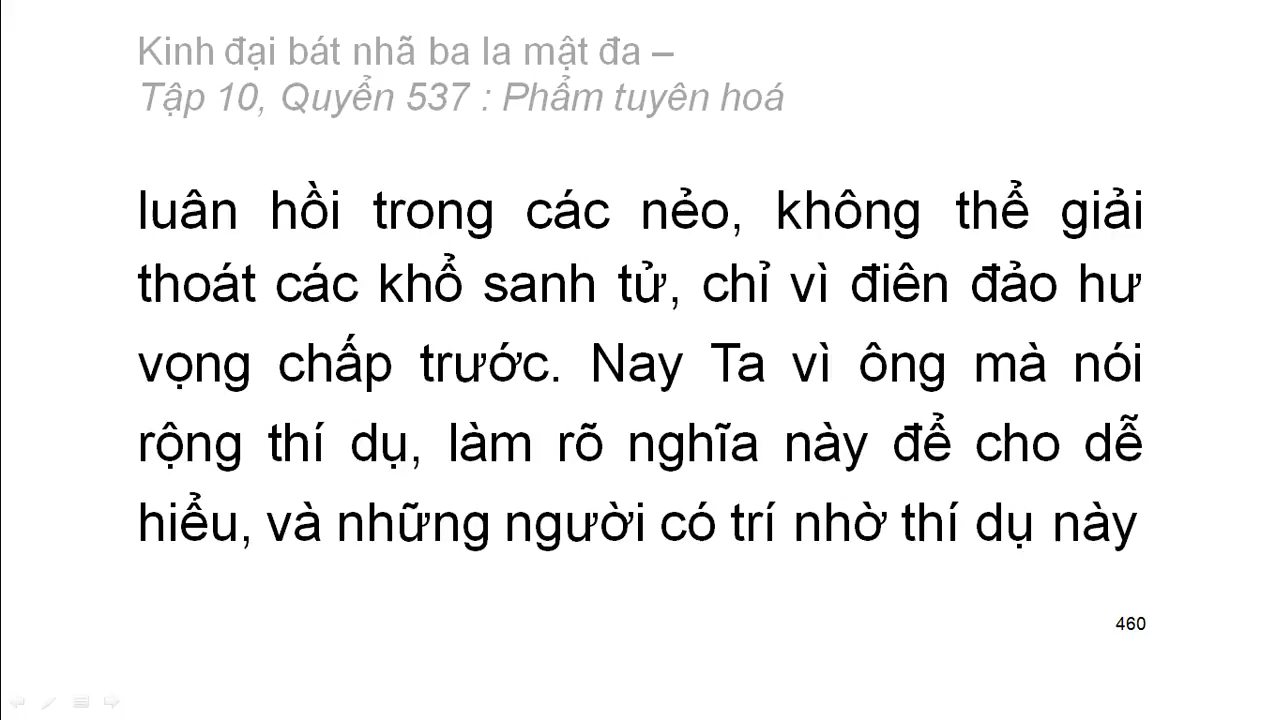 Kinh đại bát nhã ba la mật đa –
Tập 10, Quyển 537 : Phẩm tuyên hoá
luân hồi trong các nẻo, không thể giải
thoát các khổ sanh tử, chỉ vì điên đảo hư
vọng chấp trước. Nay Ta vì ông mà nói
rộng thí dụ, làm rõ nghĩa này để cho dễ
hiểu, và những người có trí nhờ thí dụ này
460